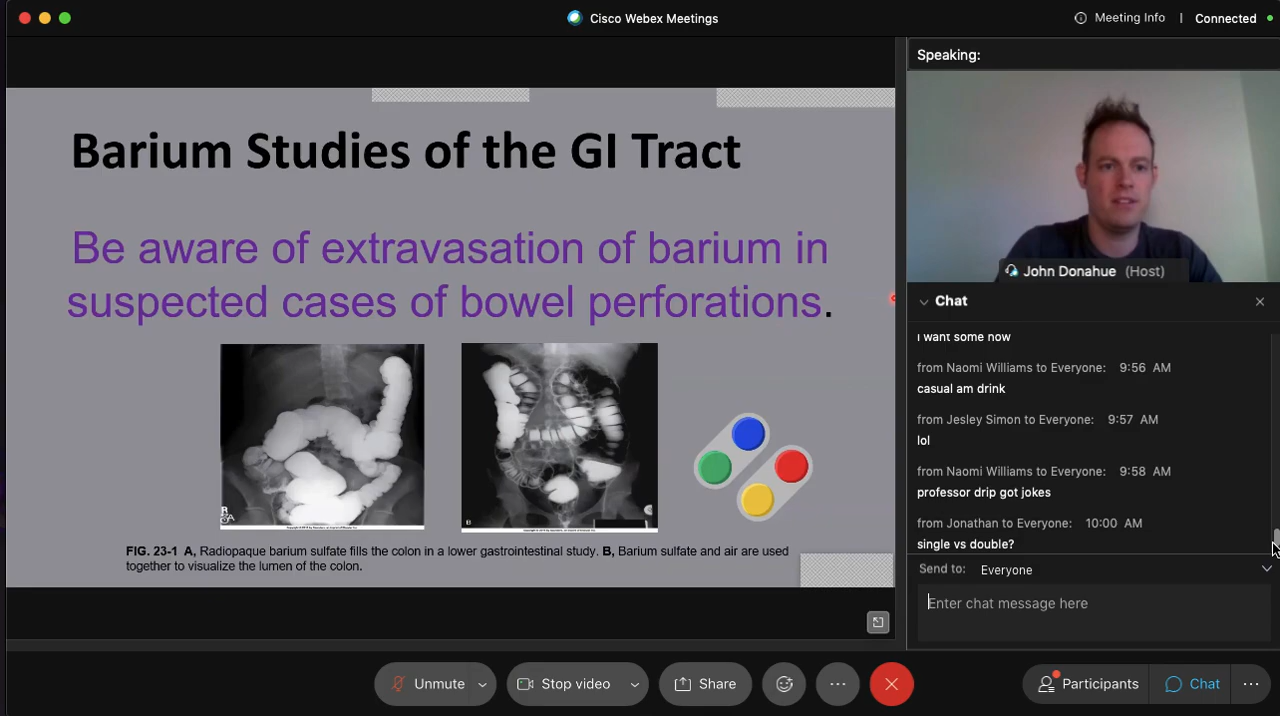 Cisco Webex Meetings
Meeting Info
Connected
Speaking:
Barium Studies of the GI Tract
Be aware of extravasation of barium in
suspected cases of bowel perforations.
FIG. 23-1 A, Radiopaque barium sulfate fills the colon in a lower gastrointestinal study. B, Barium sulfate and air are used
together to visualize the lumen of the colon.
John Donahue (Host)
Chat
I want some now
from Naomi Williams to Everyone: 9:56 AM
casual am drink
from Jesley Simon to Everyone: 9:57 AM
lol
from Naomi Williams to Everyone: 9:58 AM
professor drip got jokes
from Jonathan to Everyone: 10:00 AM
single vs double?
Send to: Everyone
Enter chat message here
Unmute
Stop video
Share
Participants
Chat